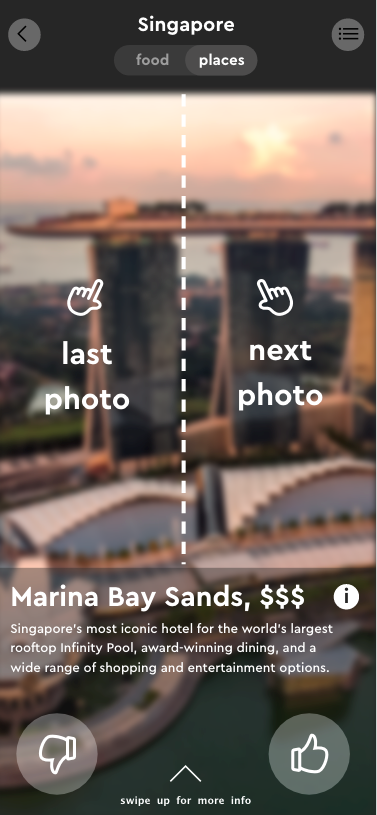 Singapore
food places
last photo
next photo
Marina Bay Sands, $$$
Singapore's most iconic hotel for the world's largest
rooftop Infinity Pool, award-winning dining, and a
wide range of shopping and entertainment options.
swipe up for more info